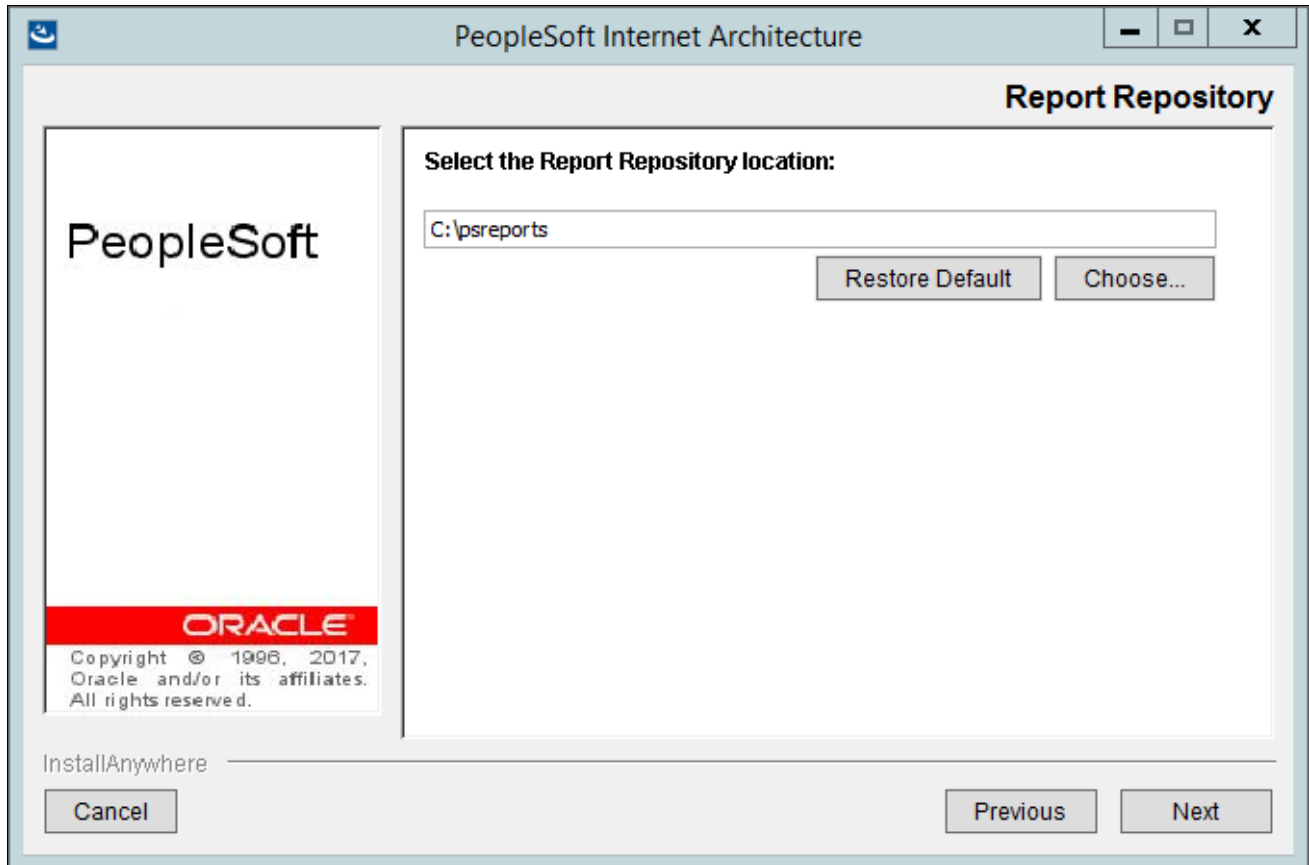 PeopleSoft Internet Architecture
Report Repository
PeopleSoft
ORACLE
Copyright © 1996, 2017,
Oracle and/or its affiliates.
All rights reserved.
Select the Report Repository location:
C:\psreports
Restore Default Choose...
InstallAnywhere
Cancel Previous Next